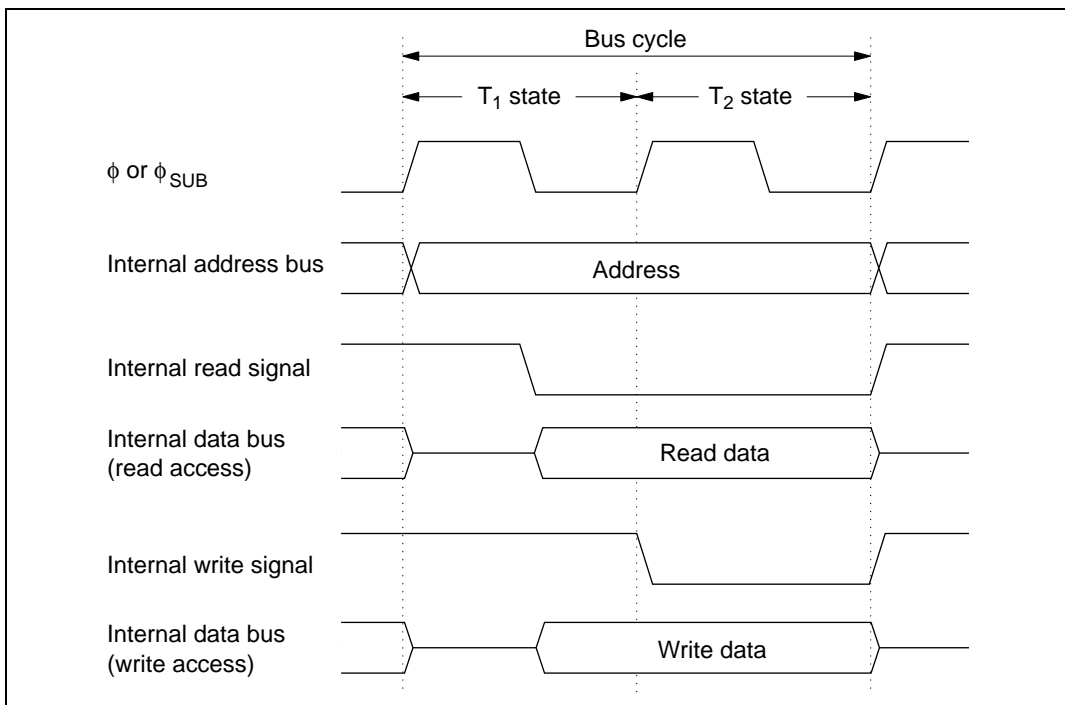 Bus cycle
T1 state
T2 state
φ or φSUB
Internal address bus
Address
Internal read signal
Internal data bus
(read access)
Read data
Internal write signal
Internal data bus
(write access)
Write data